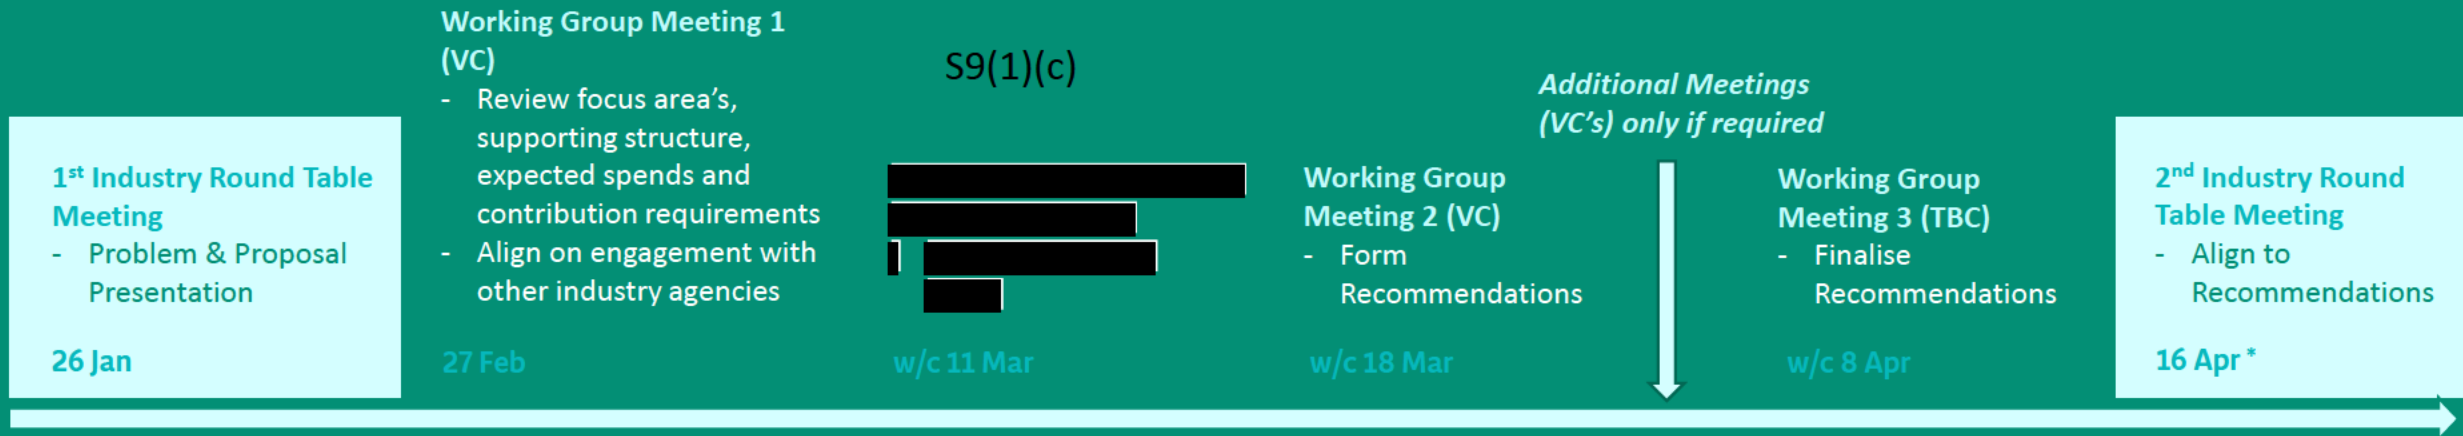 1st Industry Round Table
Meeting
- Problem & Proposal
Presentation
26 Jan
Working Group Meeting 1
(VC)
- Review focus area's,
supporting structure,
expected spends and
contribution requirements
- Align on engagement with
other industry agencies
27 Feb
S9(1)(c)
w/c 11 Mar
Working Group
Meeting 2 (VC)
- Form
Recommendations
w/c 18 Mar
Additional Meetings
(VC's) only if required
Working Group
Meeting 3 (TBC)
- Finalise
Recommendations
w/c 8 Apr
2nd Industry Round
Table Meeting
- Align to
Recommendations
16 Apr *